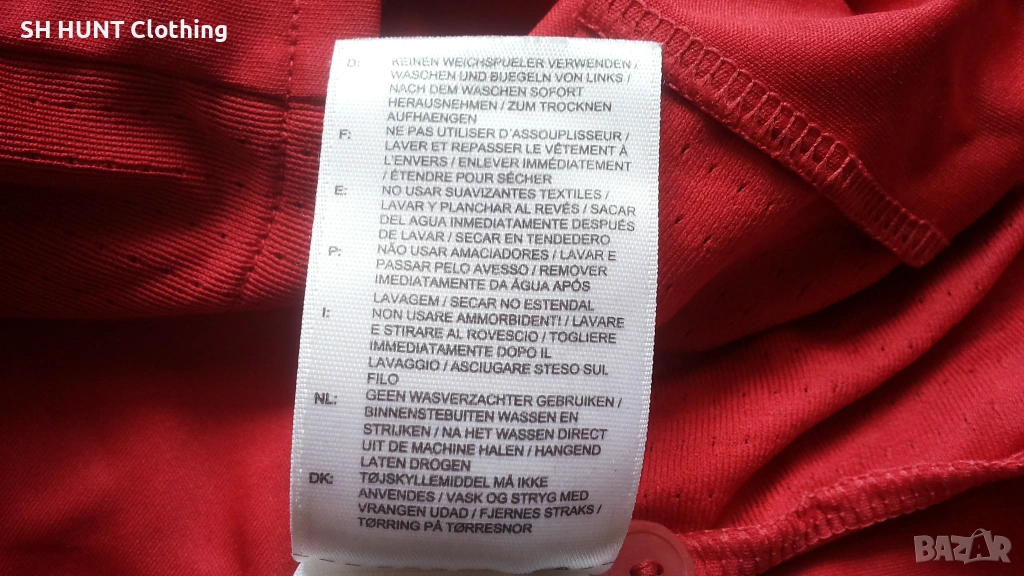 SH HUNT Clothing
D: KEINEN WEICHSPUELER VERWENDEN /
WASCHEN UND BUEGELN VON LINKS /
NACH DEM WASCHEN SOFORT
HERAUSNEHMEN / ZUM TROCKNEN
AUFHAENGEN
F: NE PAS UTILISER D'ASSOUPLISSEUR /
LAVER ET REPASSER LE VÊTEMENT À
L'ENVERS / ENLEVER IMMÉDIATEMENT
/ ÉTENDRE POUR SÉCHER
E: NO USAR SUAVIZANTES TEXTILES /
LAVAR Y PLANCHAR AL REVÉS / SACAR
DEL AGUA INMEDIATAMENTE DESPUÉS
DE LAVAR / SECAR EN TENDEDERO
P: NÃO USAR AMACIADORES / LAVAR E
PASSAR PELO AVESSO / REMOVER
IMEDIATAMENTE DA ÁGUA APÓS
LAVAGEM / SECAR NO ESTENDAL
I: NON USARE AMMORBIDENTI / LAVARE
E STIRARE AL ROVESCIO / TOGLIERE
IMMEDIATAMENTE DOPO IL
LAVAGGIO / ASCIUGARE STESO SUL
FILO
NL: GEEN WASVERZACHTER GEBRUIKEN /
BINNENSTEBUITEN WASSEN EN
STRIJKEN / NA HET WASSEN DIRECT
UIT DE MACHINE HALEN / HANGEND
LATEN DROGEN
DK: TØJSKYLLEMIDDEL MÅ IKKE
ANVENDES / VASK OG STRYG MED
VRANGEN UDAD / FJERNES STRAKS /
TØRRING PÅ TØRRESNOR
BAZAR